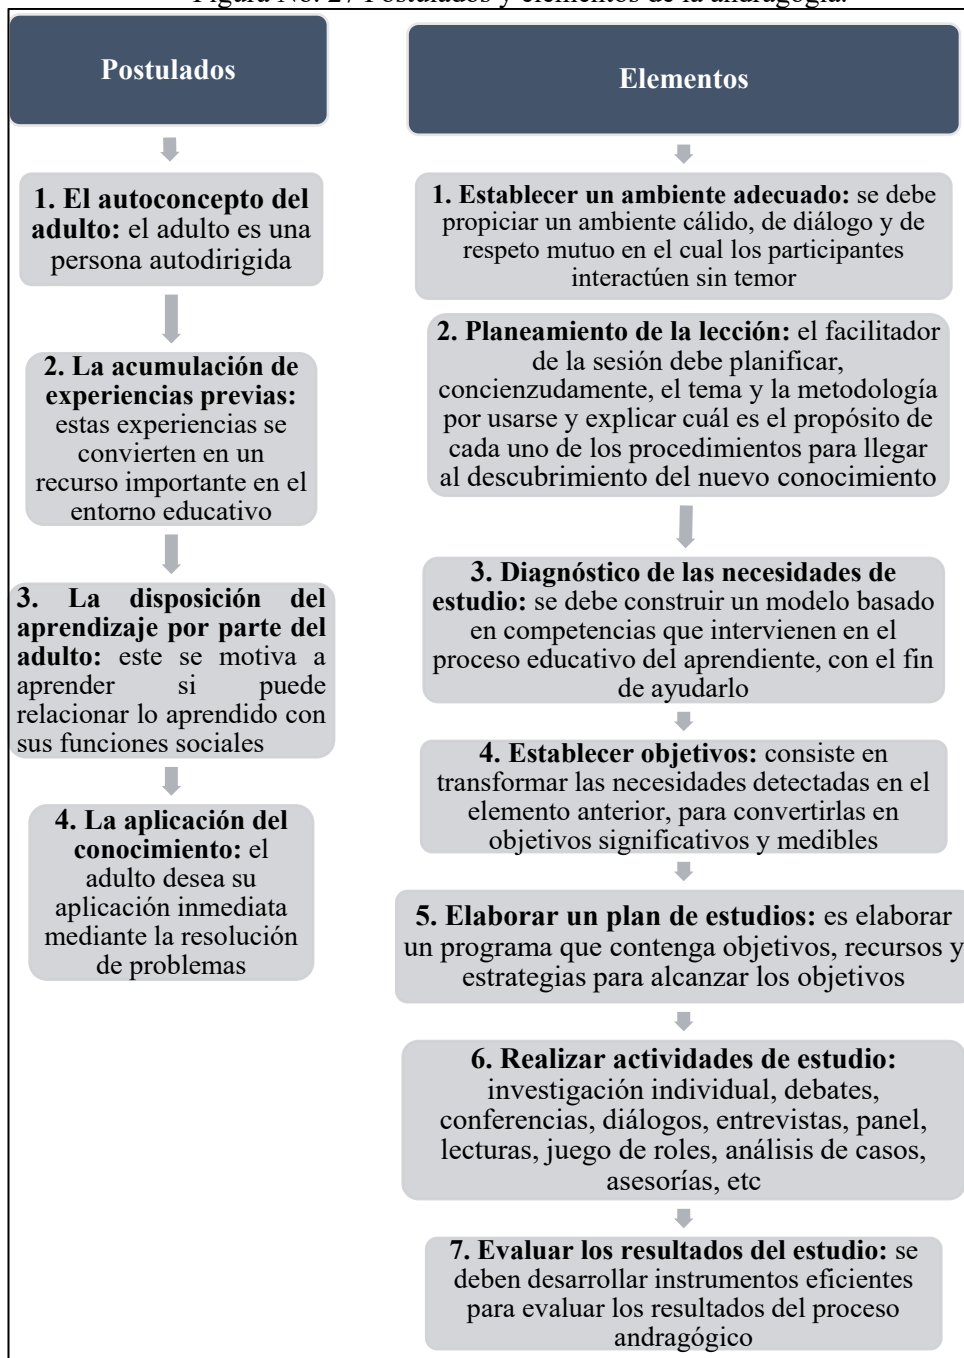 Figura No. 27 Postulados y elementos de la andragogía.
Postulados
1. El autoconcepto del
adulto: el adulto es una
persona autodirigida
2. La acumulación de
experiencias previas:
estas experiencias se
convierten en un
recurso importante en el
entorno educativo
3. La disposición del
aprendizaje por parte del
adulto: este se motiva a
aprender si puede
relacionar lo aprendido con
sus funciones sociales
4. La aplicación del
conocimiento: el
adulto desea su
aplicación inmediata
mediante la resolución
de problemas
Elementos
1. Establecer un ambiente adecuado: se debe
propiciar un ambiente cálido, de diálogo y de
respeto mutuo en el cual los participantes
interactúen sin temor
2. Planeamiento de la lección: el facilitador
de la sesión debe planificar,
concienzudamente, el tema y la metodología
por usarse y explicar cuál es el propósito de
cada uno de los procedimientos para llegar
al descubrimiento del nuevo conocimiento
3. Diagnóstico de las necesidades de
estudio: se debe construir un modelo basado
en competencias que intervienen en el
proceso educativo del aprendiente, con el fin
de ayudarlo
4. Establecer objetivos: consiste en
transformar las necesidades detectadas en el
elemento anterior, para convertirlas en
objetivos significativos y medibles
5. Elaborar un plan de estudios: es elaborar
un programa que contenga objetivos, recursos y
estrategias para alcanzar los objetivos
6. Realizar actividades de estudio:
investigación individual, debates,
conferencias, diálogos, entrevistas, panel,
lecturas, juego de roles, análisis de casos,
asesorías, etc
7. Evaluar los resultados del estudio: se
deben desarrollar instrumentos eficientes
para evaluar los resultados del proceso
andragógico